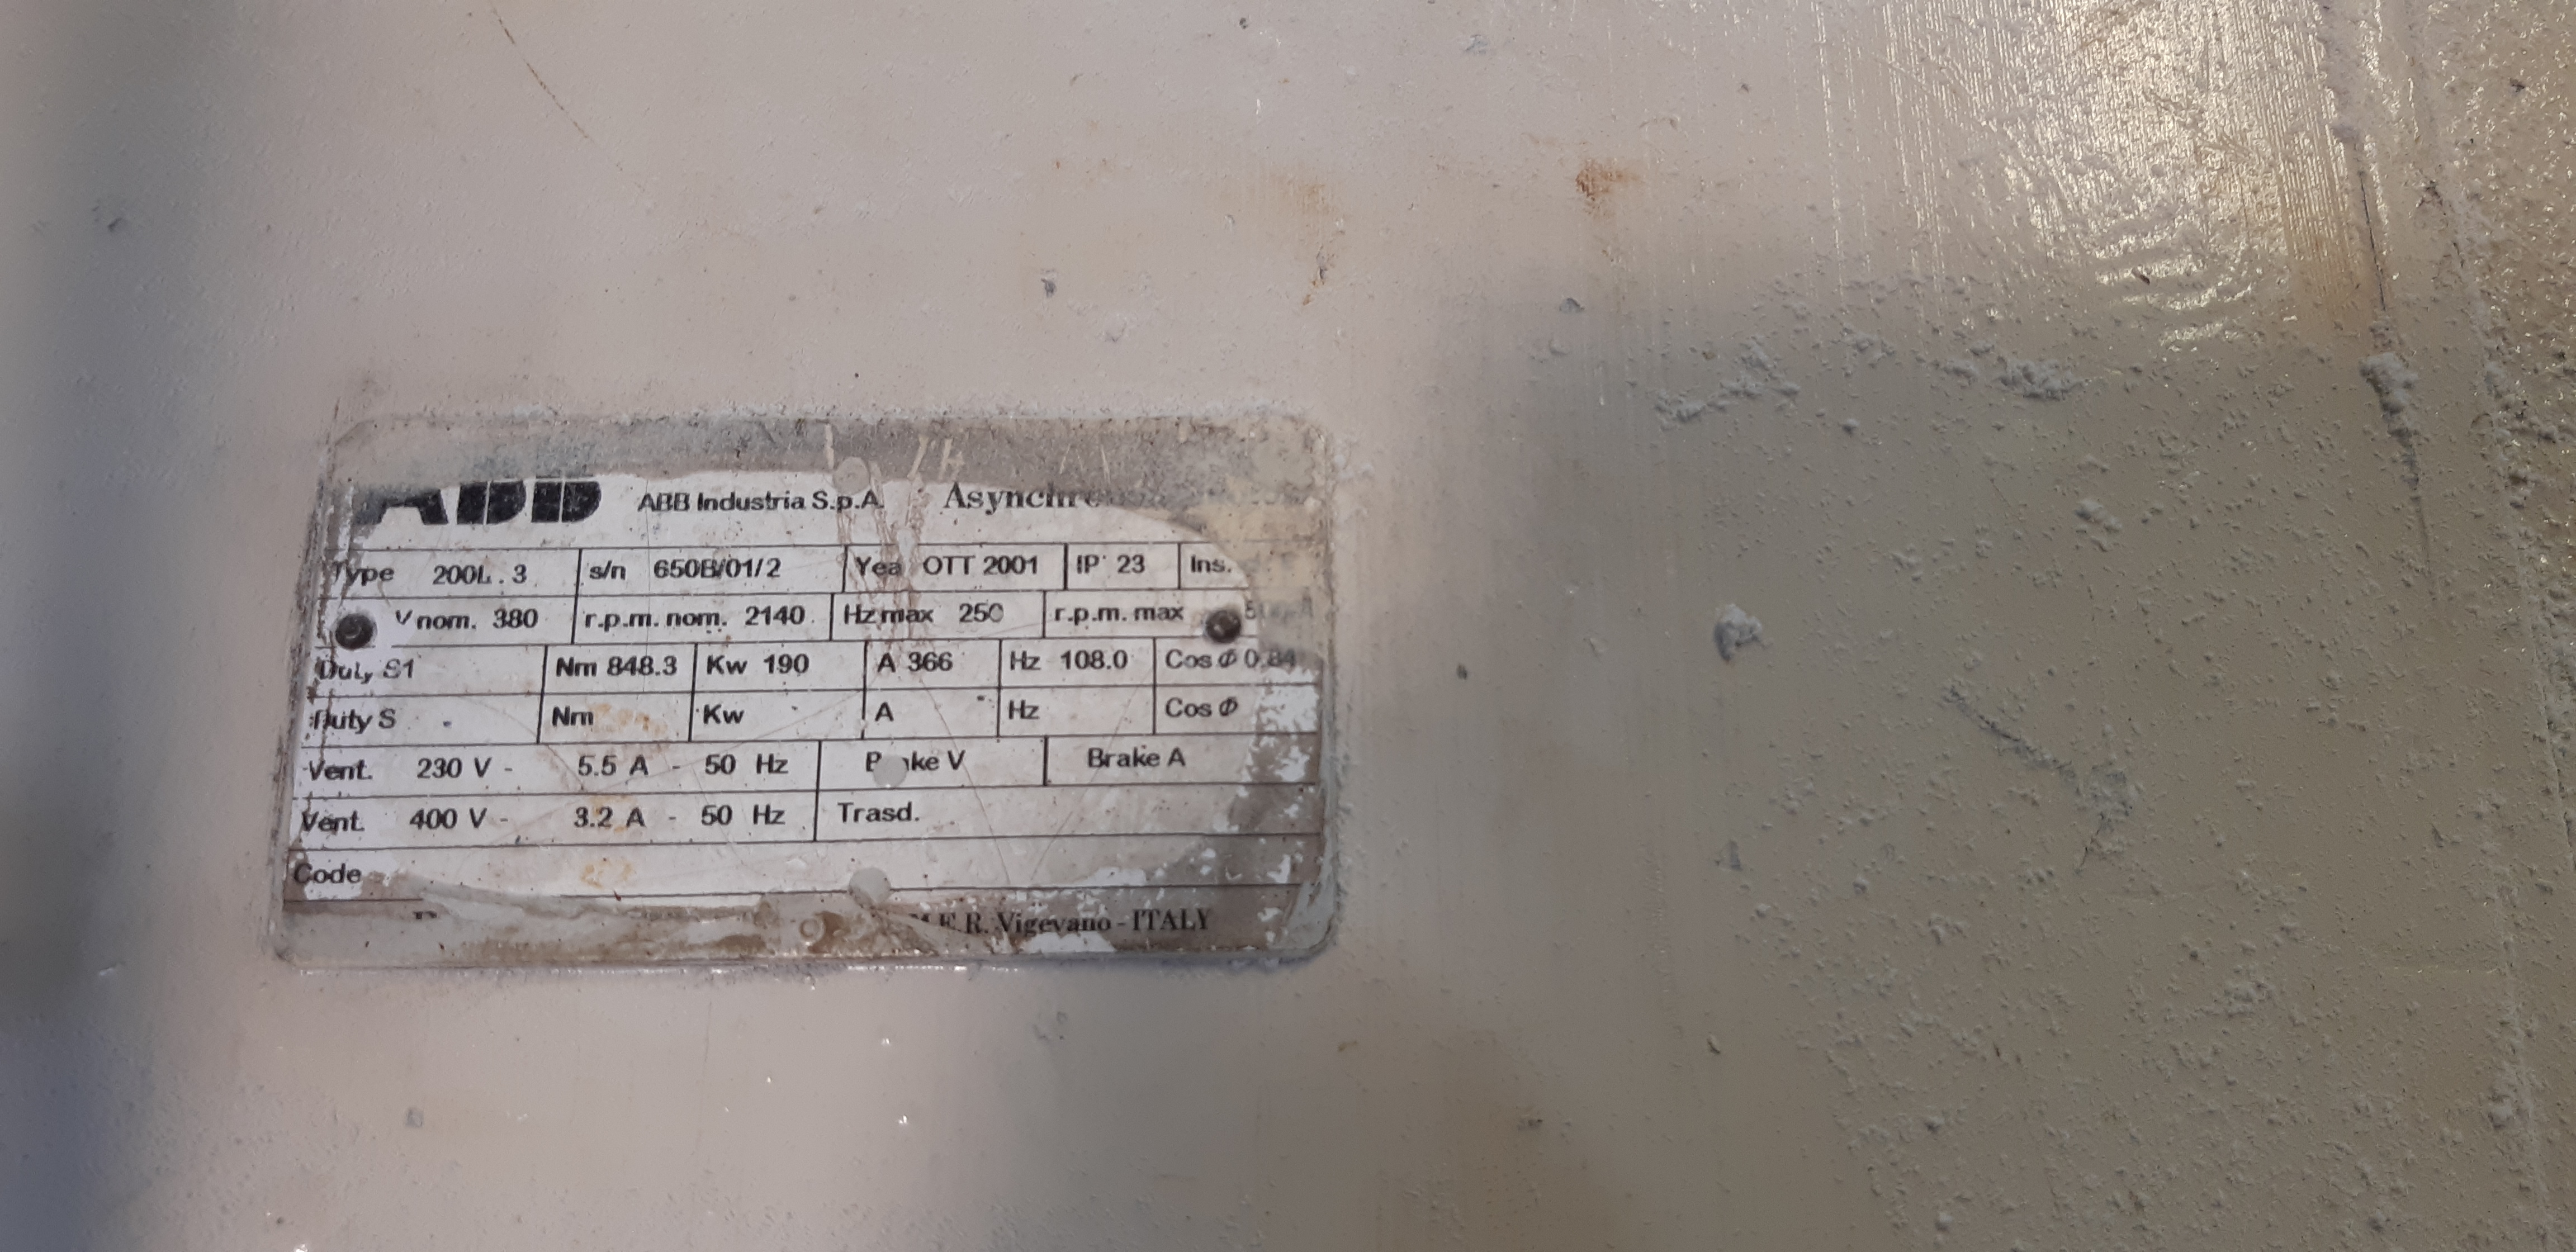 ABB ABB Industria S.p.A.
Type 200L.3 s/n 650B/01/2 OTT 2001 IP 23 Ins.
V nom. 380 r.p.m. nom. 2140 Hz max 250 r.p.m. max
Duty S1 Nm 848.3 Kw 190 A 366 Hz 108.0 Cos Φ 0.84
Duty S Nm Kw A Hz Cos Φ
Vent. 230 V - 5.5 A - 50 Hz Brake V Brake A
Vent. 400 V - 3.2 A - 50 Hz Trasd.
Code
Vigevano - ITALY